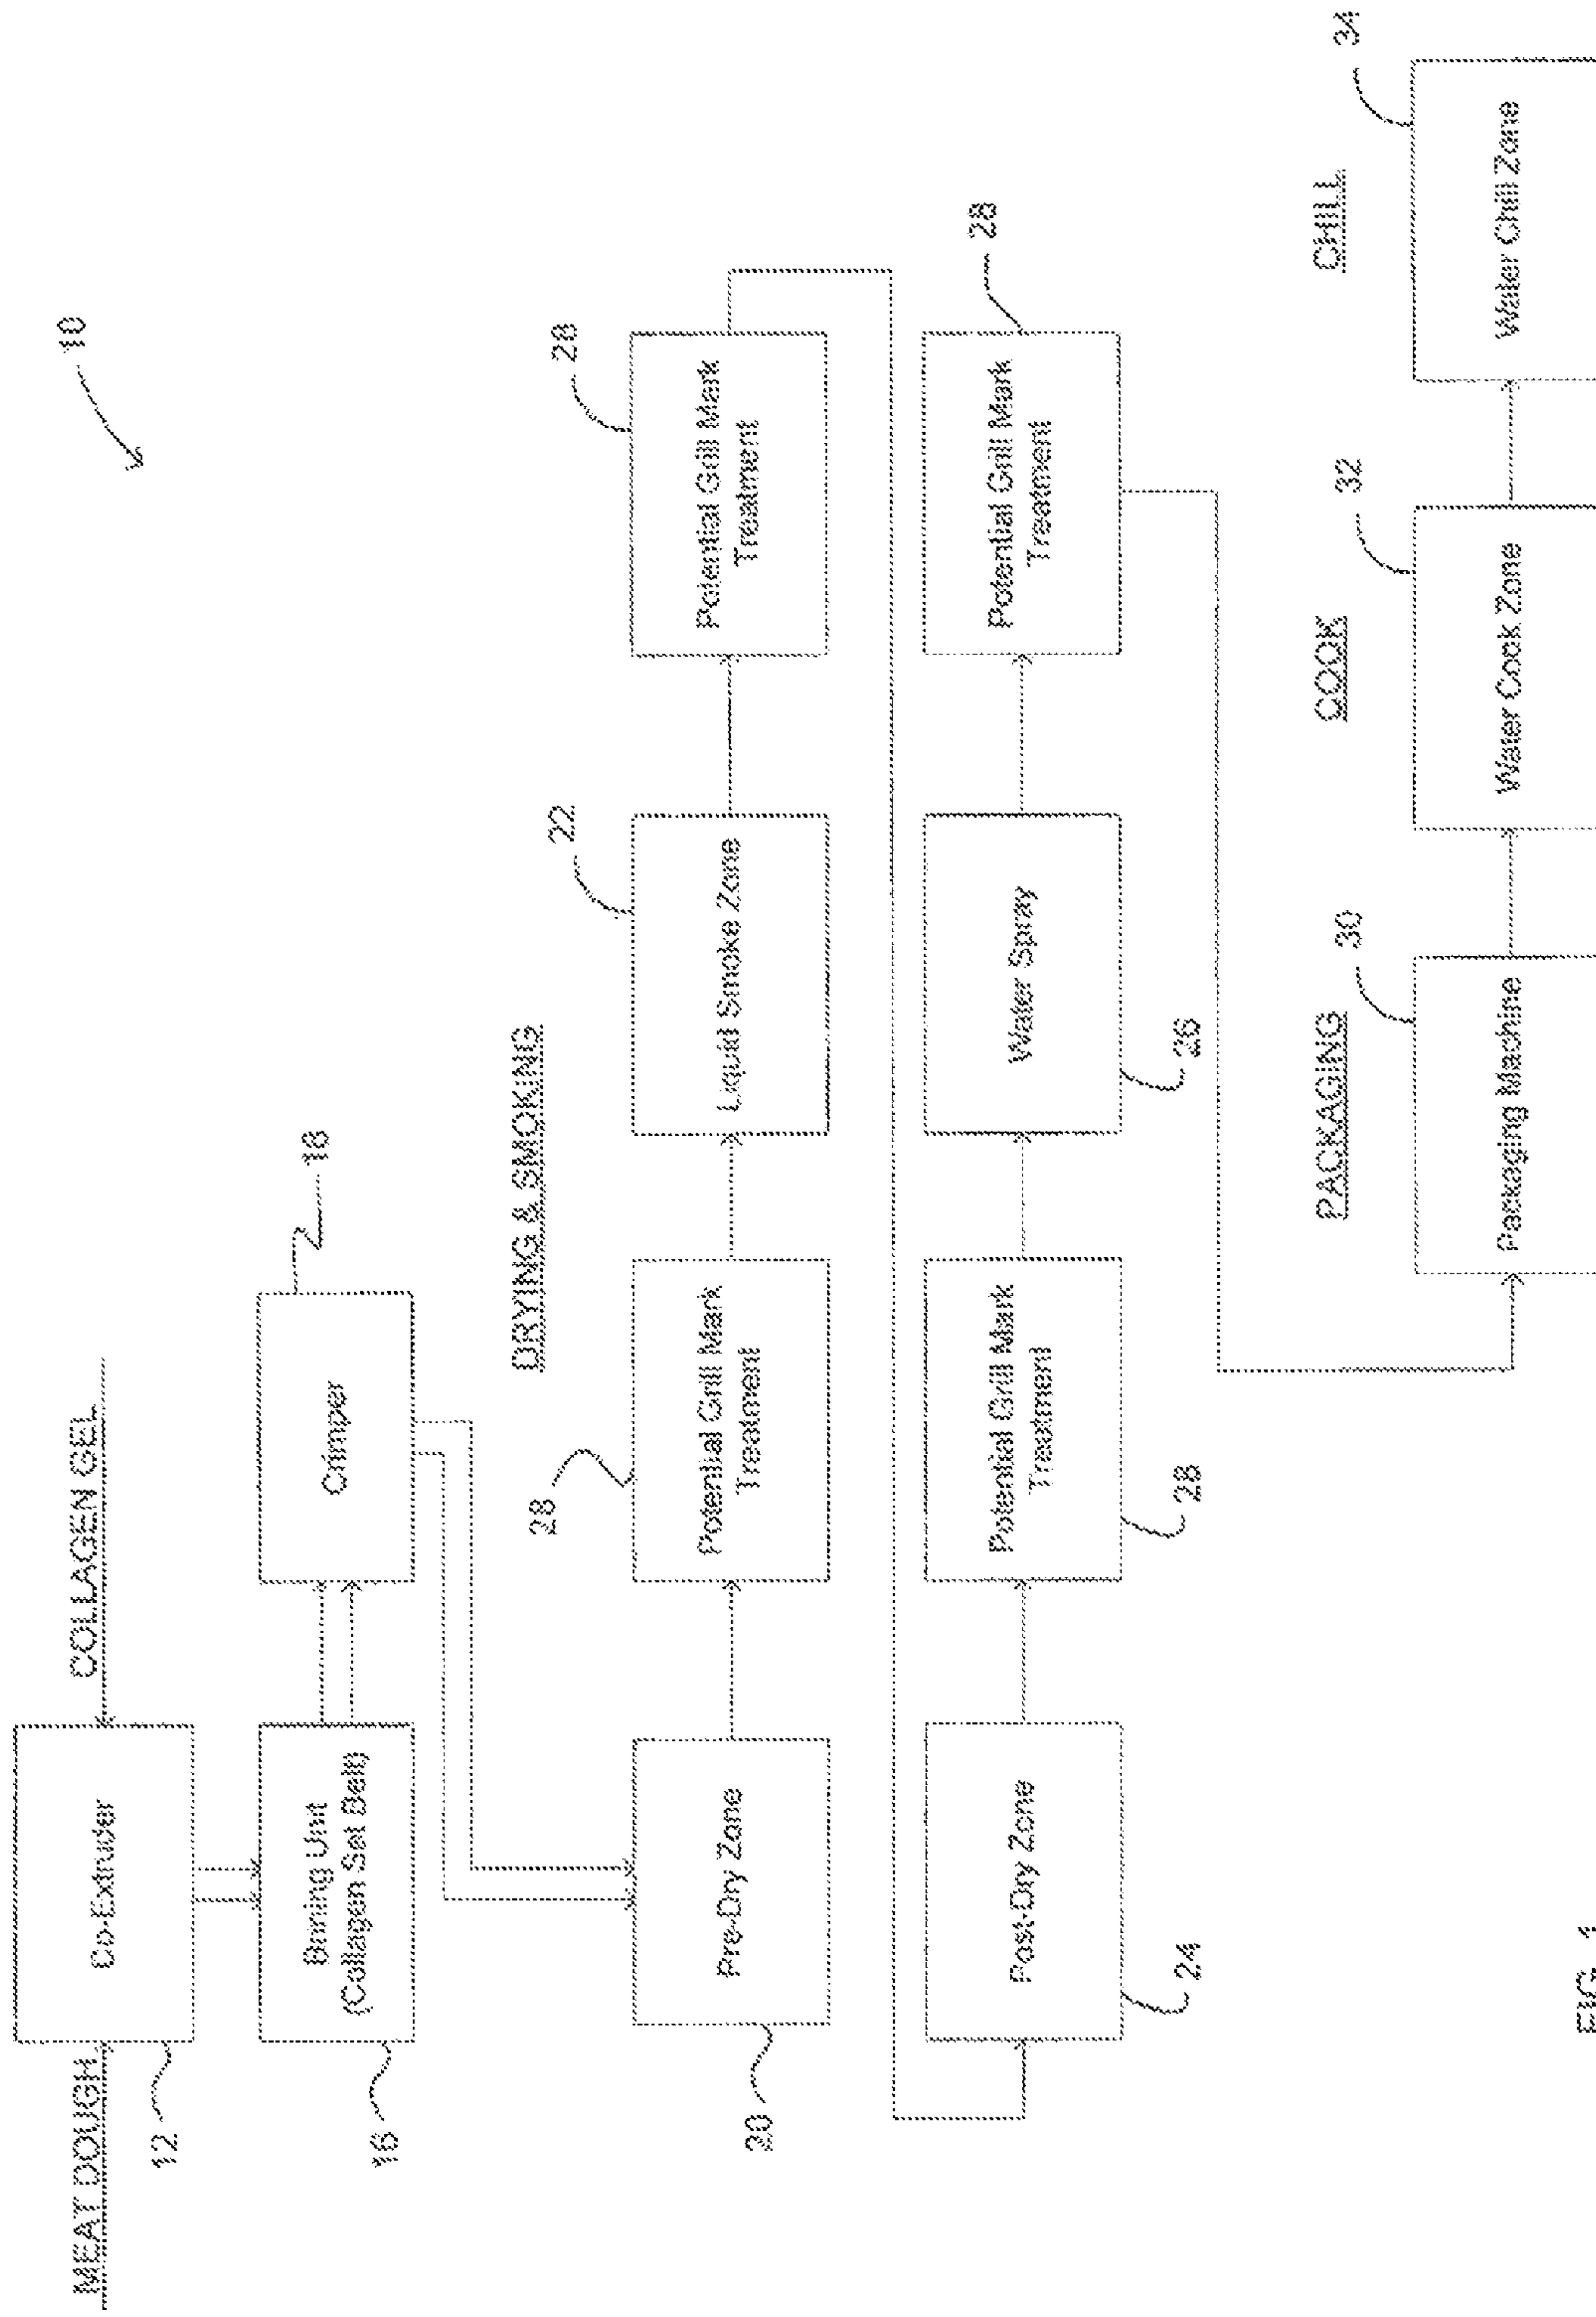 10
MEAT DOUGH
COLLAGEN GEL
Co-Extruder
12
Brining Unit
(Collagen Set Belt)
16
Crimper
18
DRYING & SMOKING
Pre-Dry Zone
20
Potential Grill Mark
Treatment
28
Liquid Smoke Zone
22
Potential Grill Mark
Treatment
28
Post-Dry Zone
24
Potential Grill Mark
Treatment
28
Water Spray
26
Potential Grill Mark
Treatment
28
PACKAGING
Packaging Machine
30
COOK
Water Cook Zone
32
CHILL
Water Chill Zone
34
FIG. 1